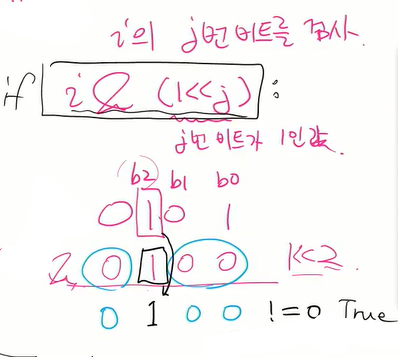 i의 j번 비트를 검사.
if i & (1<<j) :
j번 비트가 1인 값.
b2 b1 b0
0 1 0 1
& 0 1 0 0 1<<2
0 1 0 0 != 0 True